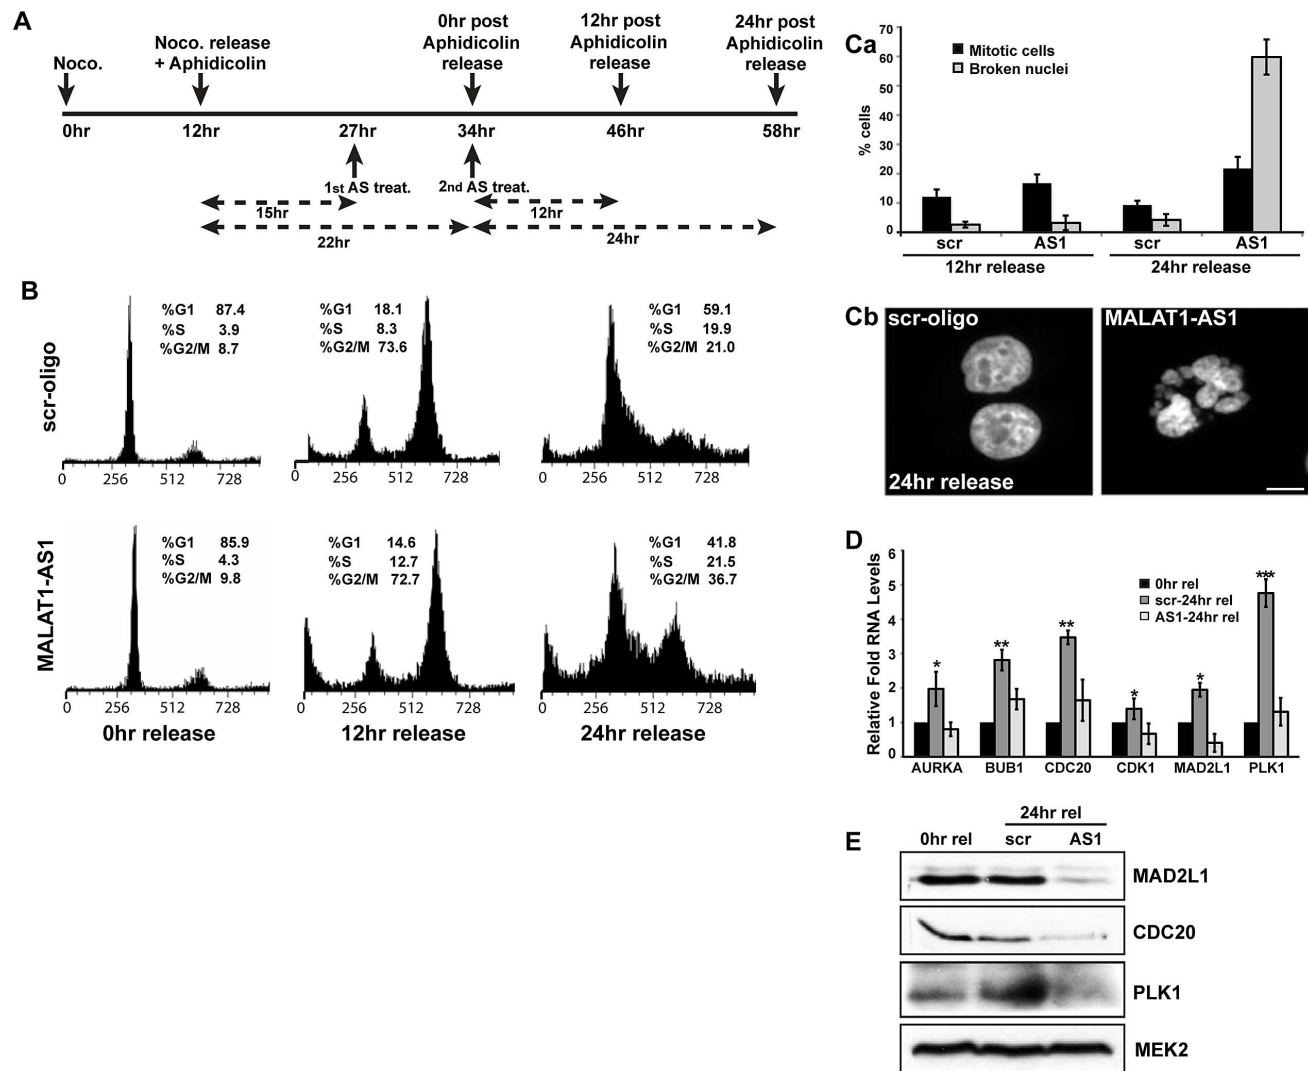 A
Noco.
Noco. release
+ Aphidicolin
0hr post
Aphidicolin
release
12hr post
Aphidicolin
release
24hr post
Aphidicolin
release
0hr
12hr
27hr
34hr
46hr
58hr
1st AS treat.
2nd AS treat.
15hr
12hr
22hr
24hr
B
scr-oligo
%G1 87.4
%S 3.9
%G2/M 8.7
0 256 512 728
%G1 18.1
%S 8.3
%G2/M 73.6
0 256 512 728
%G1 59.1
%S 19.9
%G2/M 21.0
0 256 512 728
MALAT1-AS1
%G1 85.9
%S 4.3
%G2/M 9.8
0 256 512 728
%G1 14.6
%S 12.7
%G2/M 72.7
0 256 512 728
%G1 41.8
%S 21.5
%G2/M 36.7
0 256 512 728
0hr release
12hr release
24hr release
Ca
% cells
70
60
50
40
30
20
10
0
Mitotic cells
Broken nuclei
scr AS1 scr AS1
12hr release
24hr release
Cb
scr-oligo
24hr release
MALAT1-AS1
D
Relative Fold RNA Levels
6
5
4
3
2
1
0
0hr rel
scr-24hr rel
AS1-24hr rel
*
**
**
*
*
***
AURKA BUB1 CDC20 CDK1 MAD2L1 PLK1
E
24hr rel
0hr rel scr AS1
MAD2L1
CDC20
PLK1
MEK2